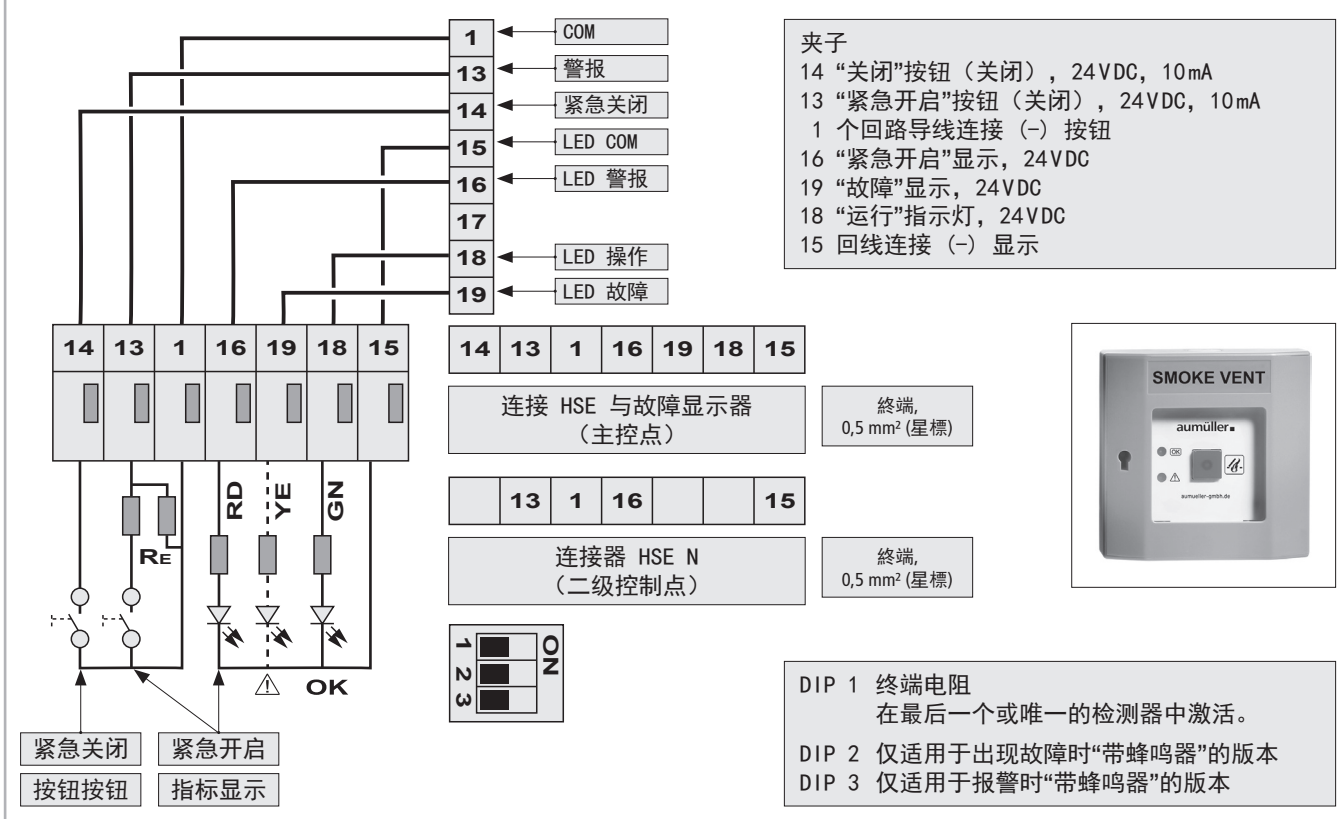 1 COM
13 警报
14 紧急关闭
15 LED COM
16 LED 警报
17
18 LED 操作
19 LED 故障
夹子
14 “关闭”按钮（关闭）, 24VDC, 10mA
13 “紧急开启”按钮（关闭）, 24VDC, 10mA
1 个回路导线连接 (-) 按钮
16 “紧急开启”显示, 24VDC
19 “故障”显示, 24VDC
18 “运行”指示灯, 24VDC
15 回线连接 (-) 显示
14 13 1 16 19 18 15
14 13 1 16 19 18 15
连接 HSE 与故障显示器
（主控点）
終端,
0,5 mm² (星標)
13 1 16 15
连接器 HSE N
（二级控制点）
終端,
0,5 mm² (星標)
RE
RD
YE
GN
OK
紧急关闭
按钮按钮
紧急开启
指标显示
ON
1
2
3
SMOKE VENT
aumüller
OK
aumueller-gmbh.de
DIP 1 终端电阻
在最后一个或唯一的检测器中激活。
DIP 2 仅适用于出现故障时“带蜂鸣器”的版本
DIP 3 仅适用于报警时“带蜂鸣器”的版本